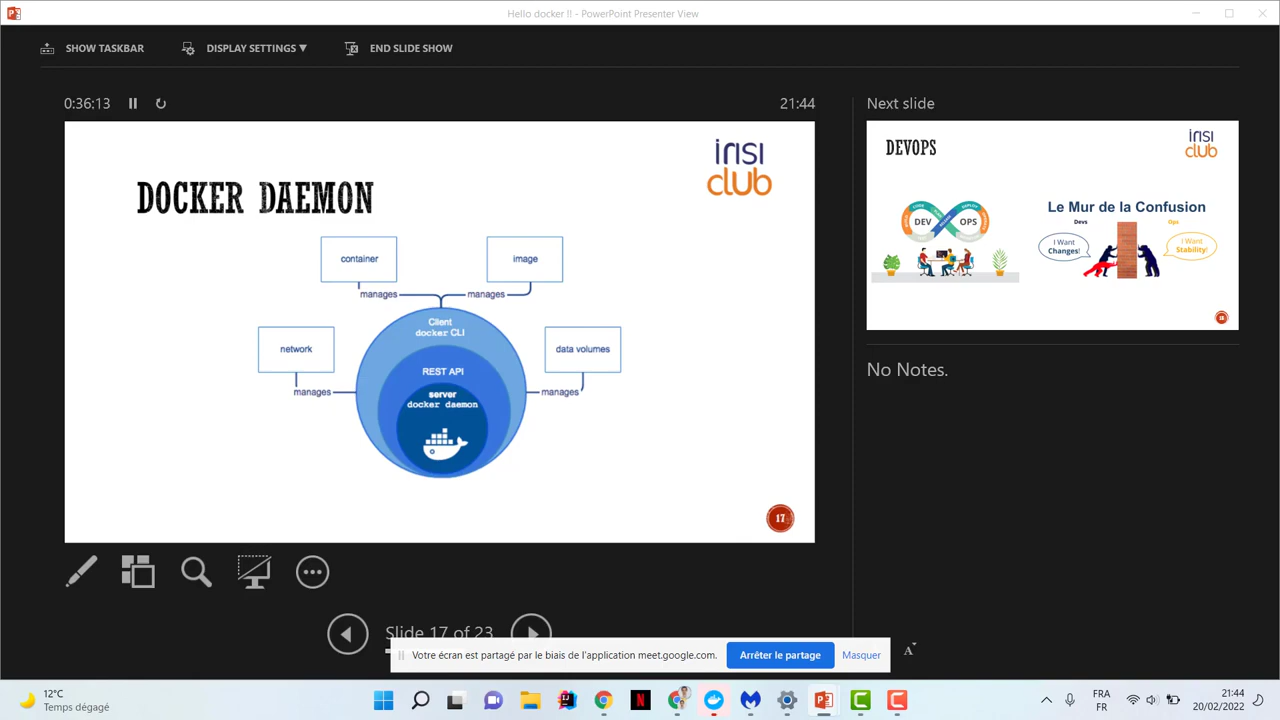 Hello docker !! - PowerPoint Presenter View
SHOW TASKBAR
DISPLAY SETTINGS ▼
END SLIDE SHOW
0:36:13
21:44
Next slide
irisi
club
DOCKER DAEMON
container
image
manages
manages
Client
docker CLI
network
data volumes
REST API
manages
manages
server
docker daemon
17
DEVOPS
irisi
club
Le Mur de la Confusion
Devs
Ops
DEV
OPS
I Want
Changes!
I Want
Stability!
18
No Notes.
Slide 17 of 23
Votre écran est partagé par le biais de l'application meet.google.com.
Arrêter le partage
Masquer
A
12°C
Temps dégagé
FRA
FR
21:44
20/02/2022